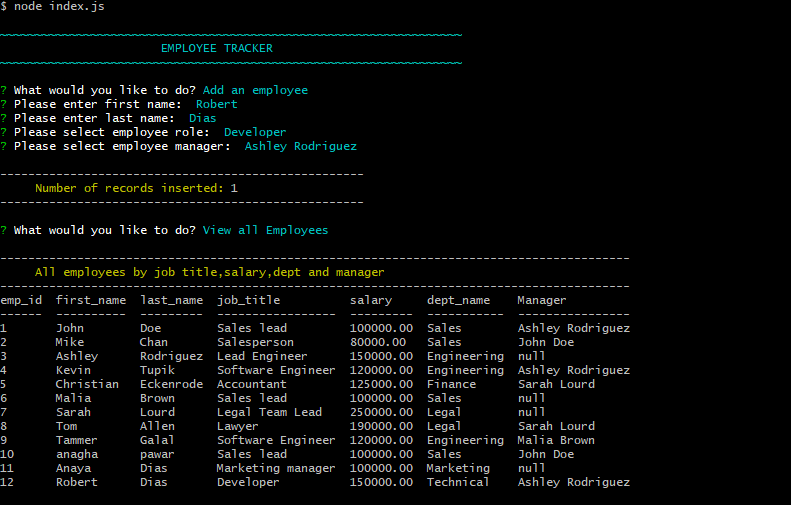 $ node index.js
~~~~~~~~~~~~~~~~~~~~~~~~~~~~~~~~~~~~~~~~~~~~~~~~~~~~~~~~~~~~~~~~~~
EMPLOYEE TRACKER
~~~~~~~~~~~~~~~~~~~~~~~~~~~~~~~~~~~~~~~~~~~~~~~~~~~~~~~~~~~~~~~~~~
? What would you like to do? Add an employee
? Please enter first name:  Robert
? Please enter last name:  Dias
? Please select employee role:  Developer
? Please select employee manager:  Ashley Rodriguez
----------------------------------------------------
Number of records inserted: 1
----------------------------------------------------
? What would you like to do? View all Employees
------------------------------------------------------------------------------------------
All employees by job title,salary,dept and manager
------------------------------------------------------------------------------------------
emp_id  first_name  last_name  job_title          salary     dept_name    Manager
------  ----------  ---------  -----------------  ---------  -----------  ----------------
1       John        Doe        Sales lead         100000.00  Sales        Ashley Rodriguez
2       Mike        Chan       Salesperson        80000.00   Sales        John Doe
3       Ashley      Rodriguez  Lead Engineer      150000.00  Engineering  null
4       Kevin       Tupik      Software Engineer  120000.00  Engineering  Ashley Rodriguez
5       Christian   Eckenrode  Accountant         125000.00  Finance      Sarah Lourd
6       Malia       Brown      Sales lead         100000.00  Sales        null
7       Sarah       Lourd      Legal Team Lead    250000.00  Legal        null
8       Tom         Allen      Lawyer             190000.00  Legal        Sarah Lourd
9       Tammer      Galal      Software Engineer  120000.00  Engineering  Malia Brown
10      anagha      pawar      Sales lead         100000.00  Sales        John Doe
11      Anaya       Dias       Marketing manager  100000.00  Marketing    null
12      Robert      Dias       Developer          150000.00  Technical    Ashley Rodriguez